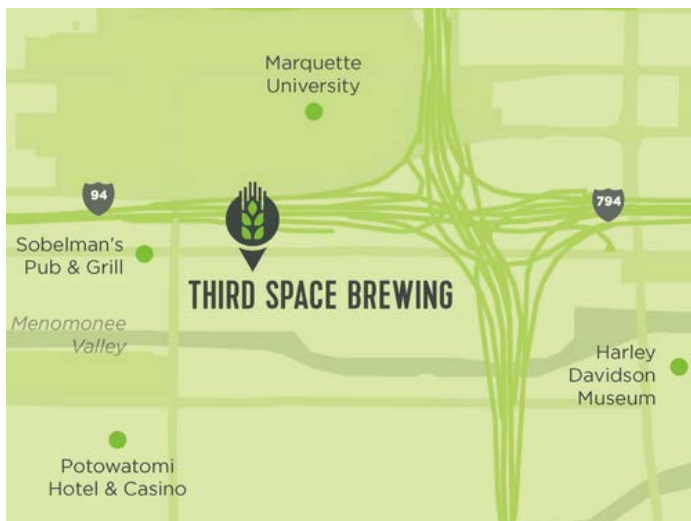 Marquette
University
94
794
Sobelman's
Pub & Grill
THIRD SPACE BREWING
Menomonee
Valley
Harley
Davidson
Museum
Potowatomi
Hotel & Casino